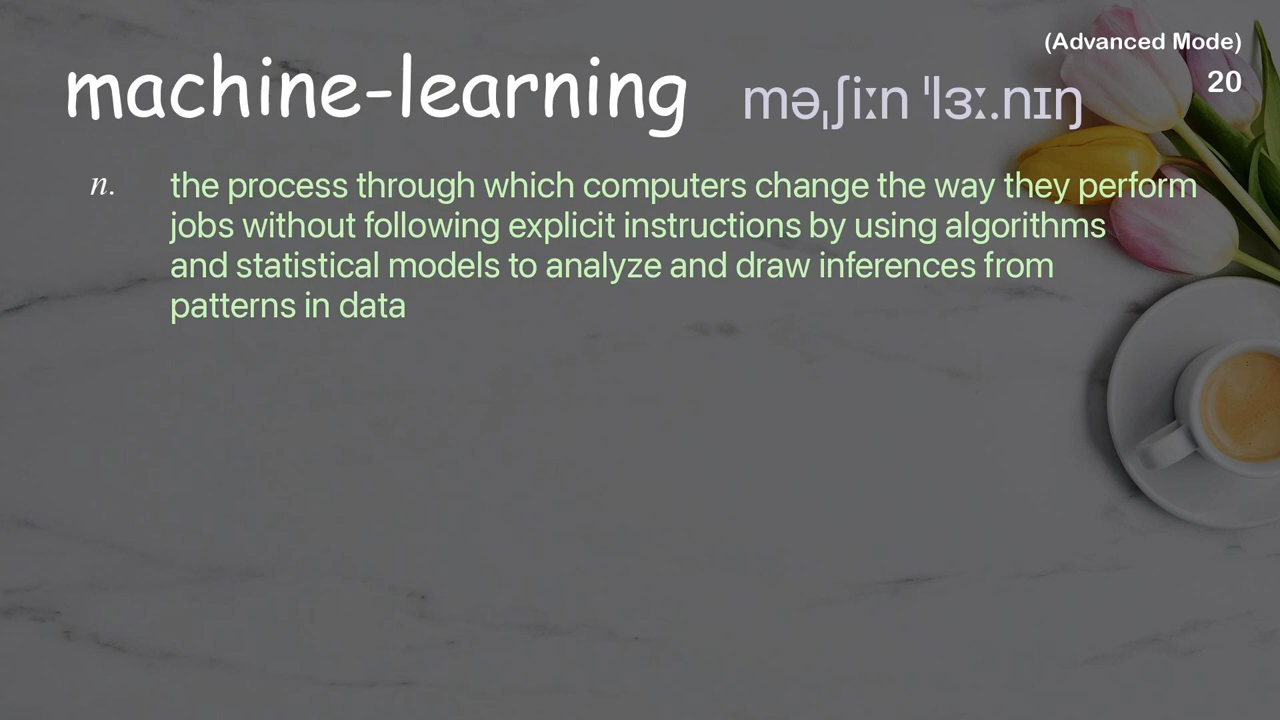 (Advanced Mode)
machine-learning məˌʃiːn ˈlɜː.nɪŋ
20
n. the process through which computers change the way they perform
jobs without following explicit instructions by using algorithms
and statistical models to analyze and draw inferences from
patterns in data